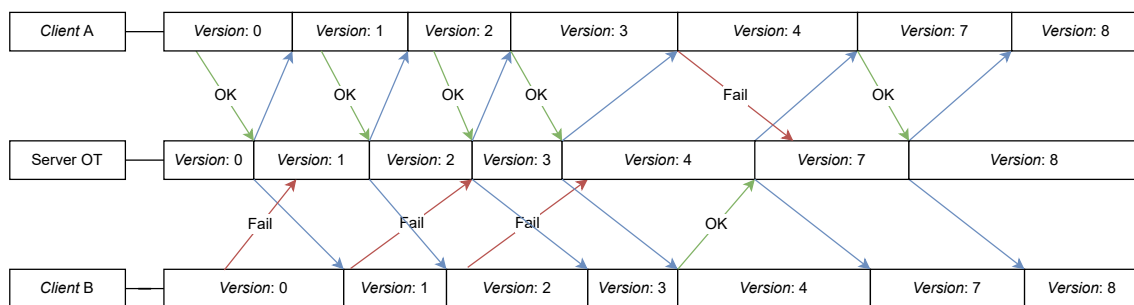 Client A
Version: 0
Version: 1
Version: 2
Version: 3
Version: 4
Version: 7
Version: 8
OK
OK
OK
OK
Fail
OK
Server OT
Version: 0
Version: 1
Version: 2
Version: 3
Version: 4
Version: 7
Version: 8
Fail
Fail
Fail
OK
Client B
Version: 0
Version: 1
Version: 2
Version: 3
Version: 4
Version: 7
Version: 8